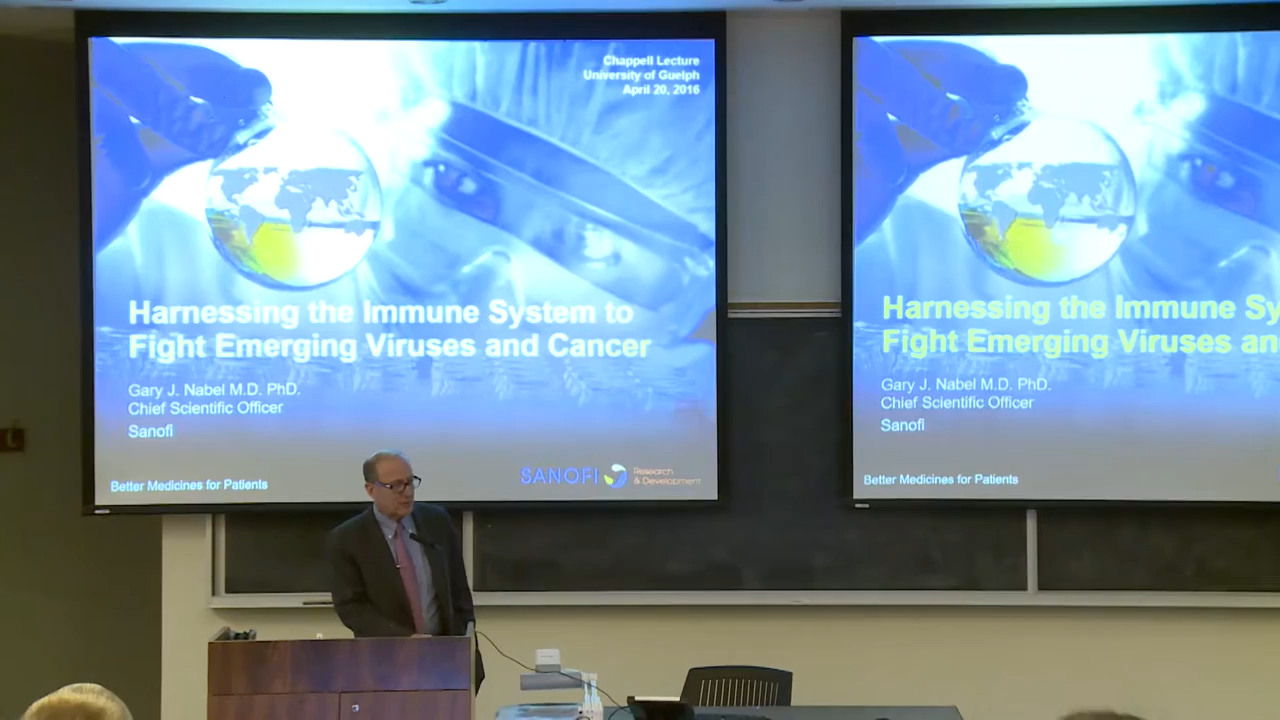 Chappell Lecture
University of Guelph
April 20, 2016
Harnessing the Immune System to
Fight Emerging Viruses and Cancer
Gary J. Nabel M.D. PhD.
Chief Scientific Officer
Sanofi
Better Medicines for Patients
SANOFI
Research
& Development
Harnessing the Immune Sy
Fight Emerging Viruses an
Gary J. Nabel M.D. PhD.
Chief Scientific Officer
Sanofi
Better Medicines for Patients